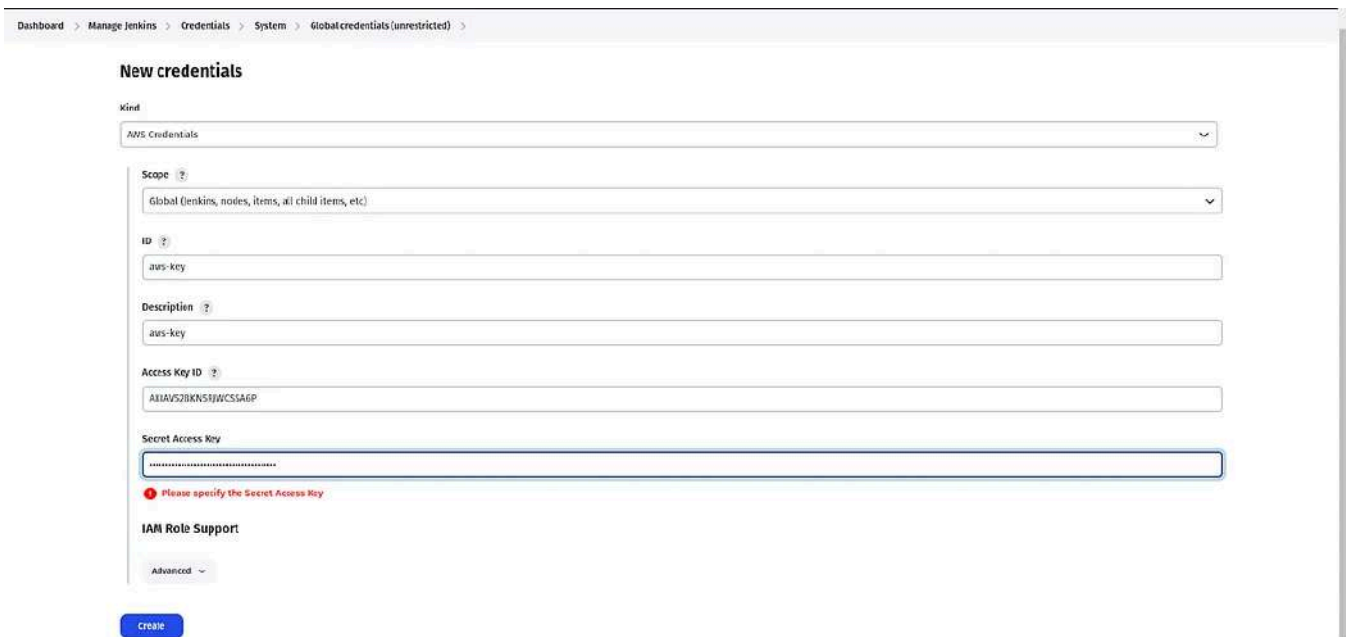 Dashboard > Manage Jenkins > Credentials > System > Global credentials (unrestricted) >
New credentials
Kind
AWS Credentials
Scope ?
Global (Jenkins, nodes, items, all child items, etc)
ID ?
aws-key
Description ?
aws-key
Access Key ID ?
Secret Access Key
Please specify the Secret Access Key
IAM Role Support
Advanced
Create